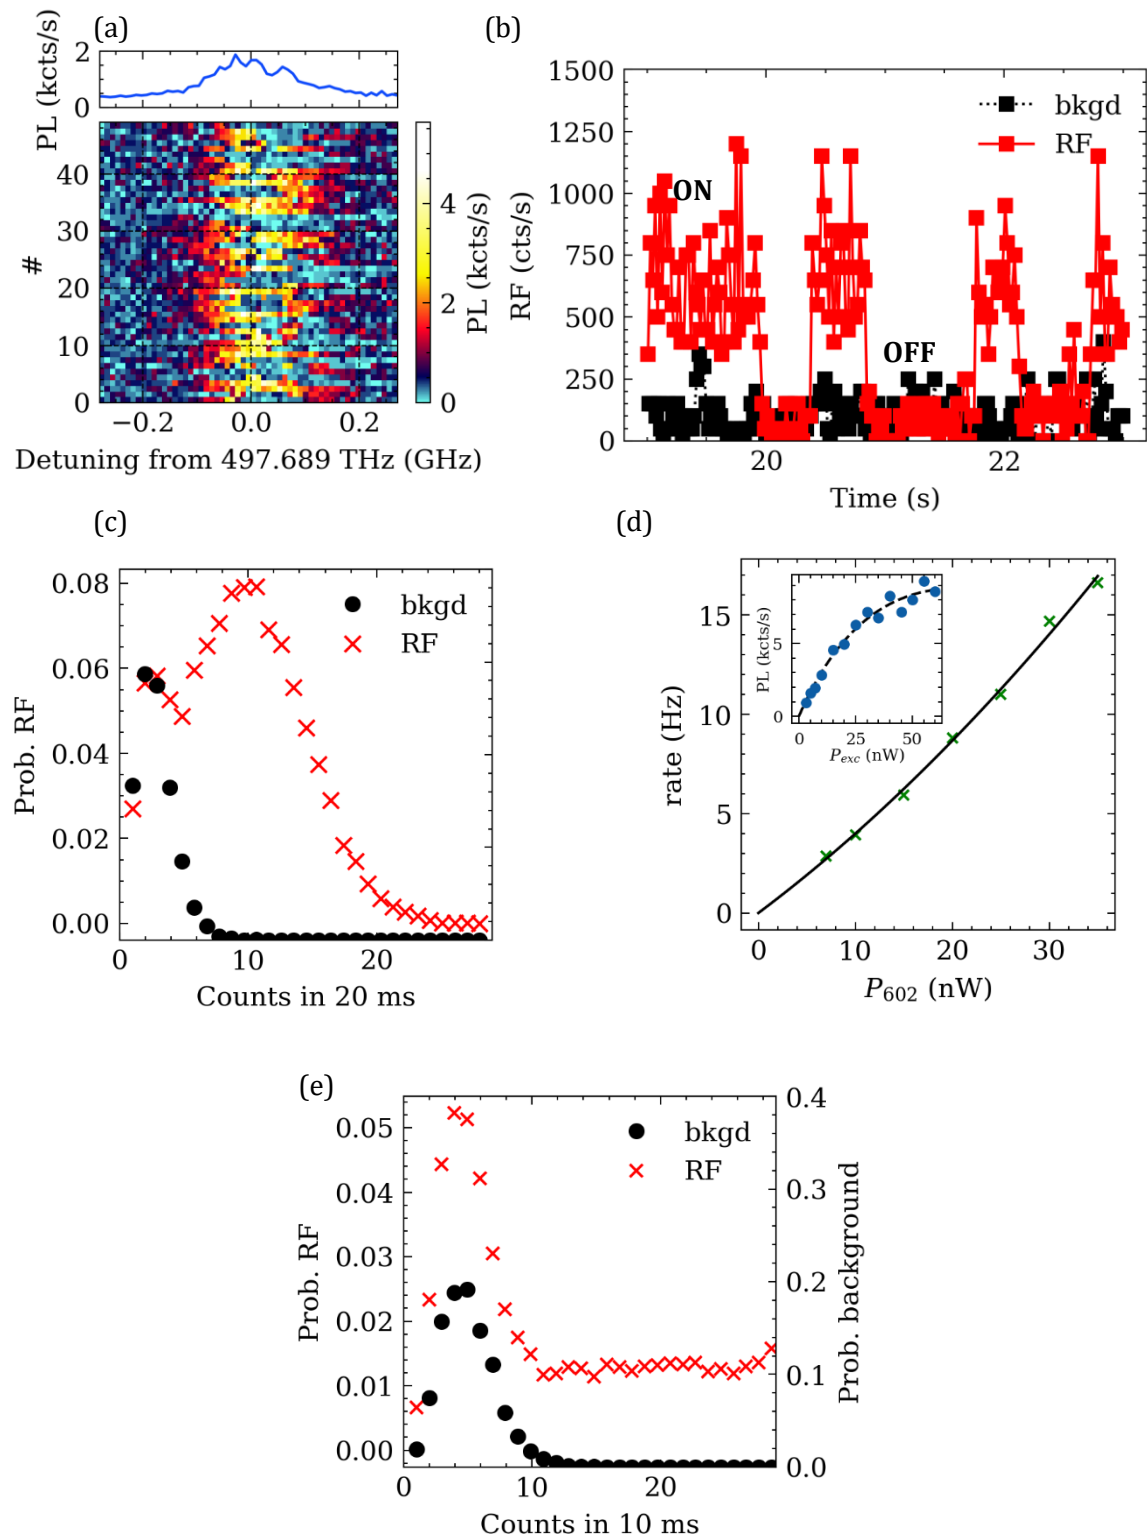 (a)
PL (kcts/s)
2
0
#
40
30
20
10
0
−0.2
0.0
0.2
Detuning from 497.689 THz (GHz)
4
2
0
PL (kcts/s)
(b)
RF (cts/s)
1500
1250
1000
750
500
250
0
bkgd
RF
ON
OFF
20
22
Time (s)
(c)
Prob. RF
0.08
0.06
0.04
0.02
0.00
bkgd
RF
0
10
20
Counts in 20 ms
(d)
rate (Hz)
15
10
5
0
PL (kcts/s)
5
0
0
25
50
P_exc (nW)
0
10
20
30
P₆₀₂ (nW)
(e)
Prob. RF
0.05
0.04
0.03
0.02
0.01
0.00
bkgd
RF
0.4
0.3
0.2
0.1
0.0
Prob. background
0
10
20
Counts in 10 ms